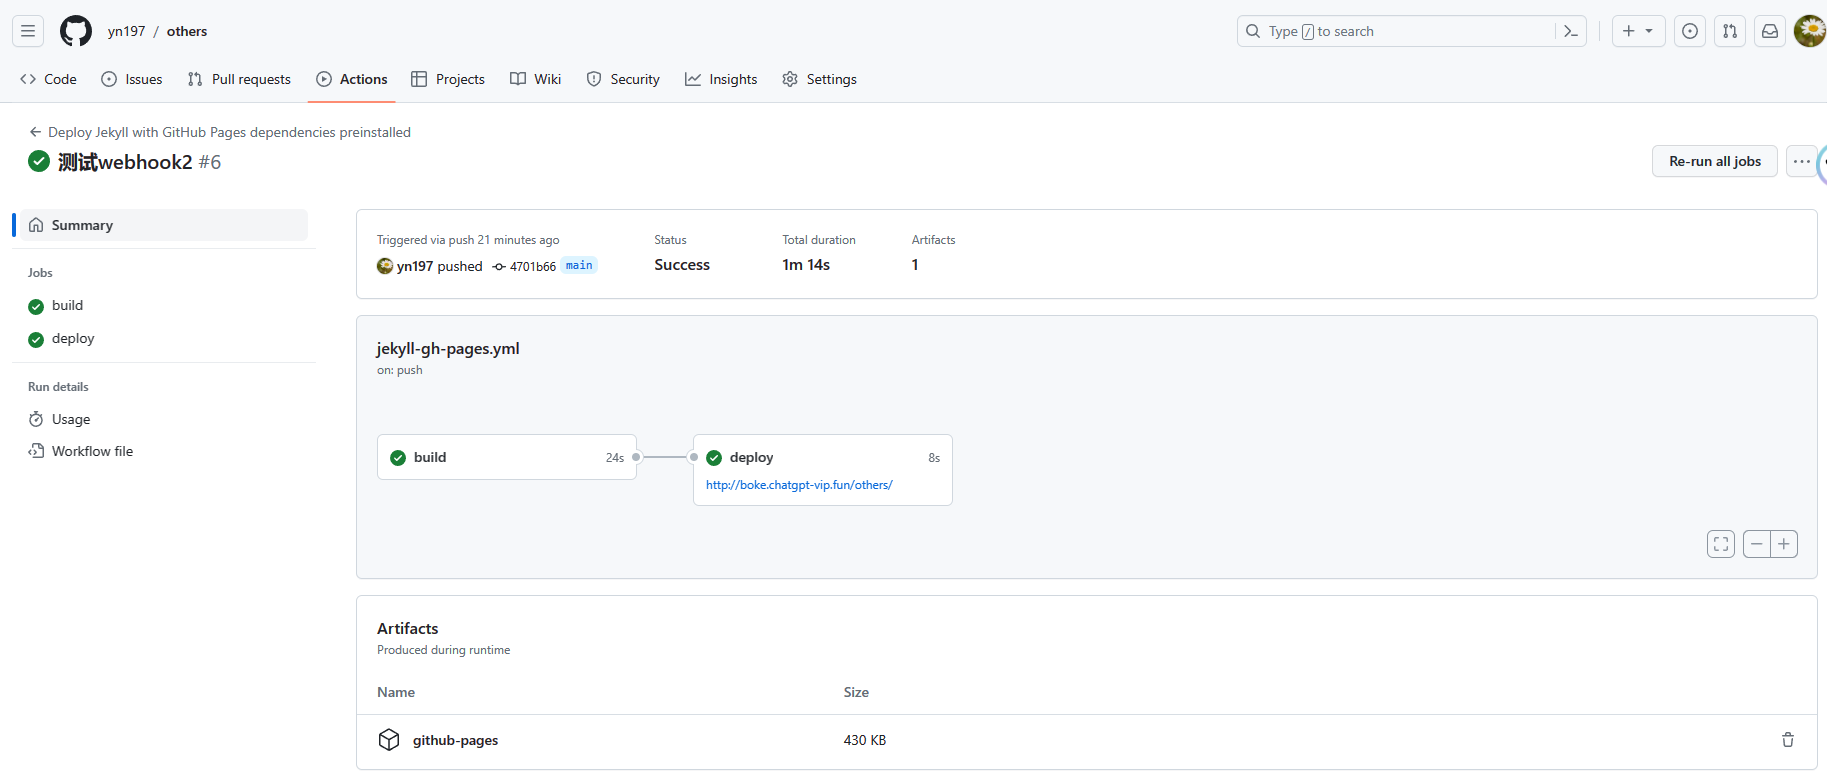 yn197 / others
Type / to search
Code Issues Pull requests Actions Projects Wiki Security Insights Settings
Deploy Jekyll with GitHub Pages dependencies preinstalled
测试webhook2 #6
Re-run all jobs
Summary
Jobs
build
deploy
Run details
Usage
Workflow file
Triggered via push 21 minutes ago
yn197 pushed 4701b66 main
Status
Success
Total duration
1m 14s
Artifacts
1
jekyll-gh-pages.yml
on: push
build 24s
deploy 8s
http://boke.chatgpt-vip.fun/others/
Artifacts
Produced during runtime
Name Size
github-pages 430 KB